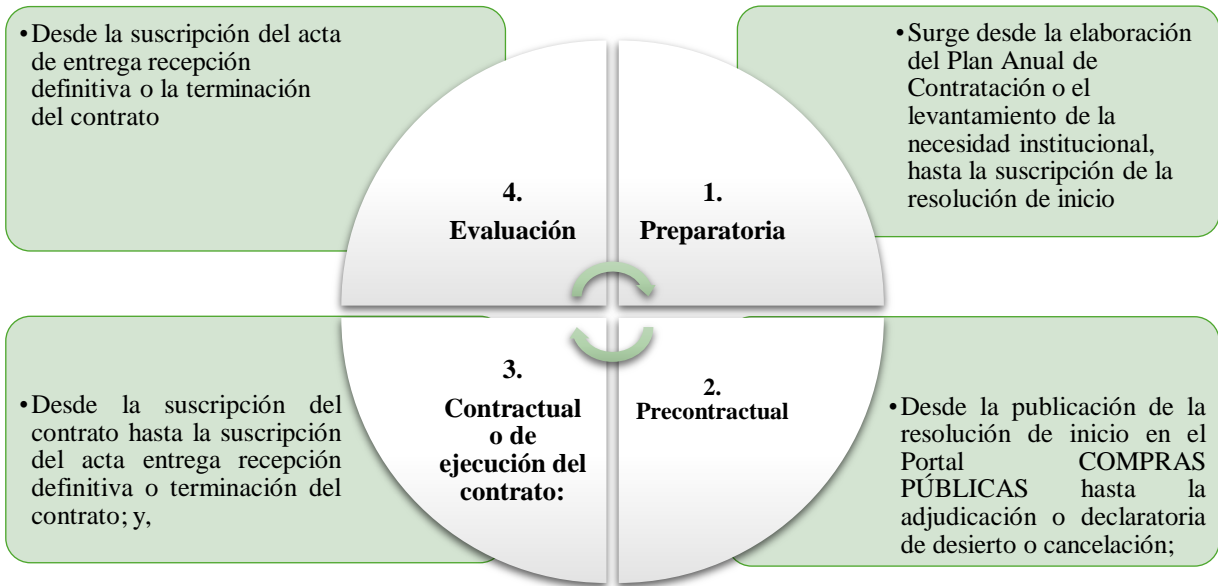 •Surge desde la elaboración
del Plan Anual de
Contratación o el
levantamiento de la
necesidad institucional,
hasta la suscripción de la
resolución de inicio
1.
Preparatoria
2.
Precontractual
•Desde la publicación de la
resolución de inicio en el
Portal COMPRAS
PÚBLICAS hasta la
adjudicación o declaratoria
de desierto o cancelación;
3.
Contractual
o de
ejecución del
contrato:
•Desde la suscripción del
contrato hasta la suscripción
del acta entrega recepción
definitiva o terminación del
contrato; y,
4.
Evaluación
•Desde la suscripción del acta
de entrega recepción
definitiva o la terminación
del contrato